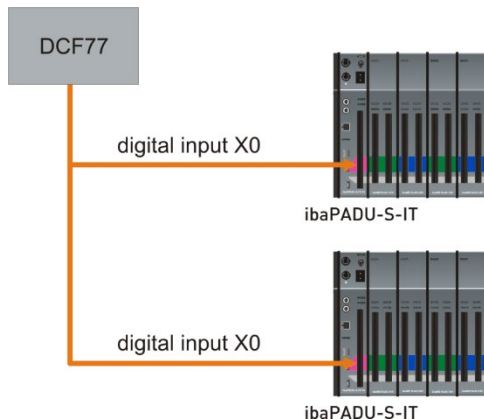 DCF77
digital input X0
ibaPADU-S-IT
digital input X0
ibaPADU-S-IT